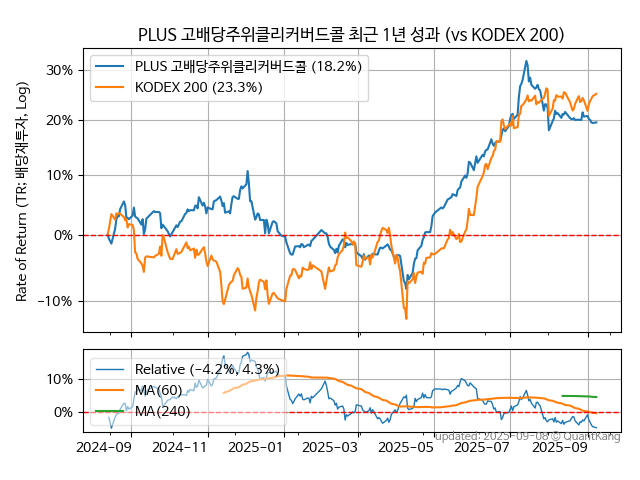 PLUS 고배당주위클리커버드콜 최근 1년 성과 (vs KODEX 200)
PLUS 고배당주위클리커버드콜 (18.2%)
KODEX 200 (23.3%)
Rate of Return (TR; 배당재투자, Log)
30%
20%
10%
0%
−10%
Relative (−4.2%, 4.3%)
MA(60)
MA(240)
10%
0%
2024−09
2024−11
2025−01
2025−03
2025−05
2025−07
2025−09
updated: 2025−09−08 © QuantKang